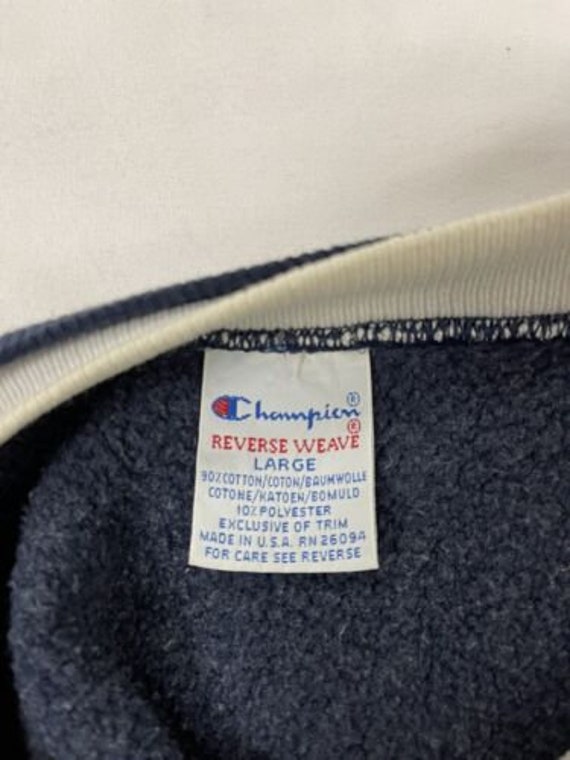 Champion®
®
REVERSE WEAVE
LARGE
90% COTTON/COTON/BAUMWOLLE
COTONE/KATOEN/BOMULD
10% POLYESTER
EXCLUSIVE OF TRIM
MADE IN U.S.A. RN 26094
FOR CARE SEE REVERSE